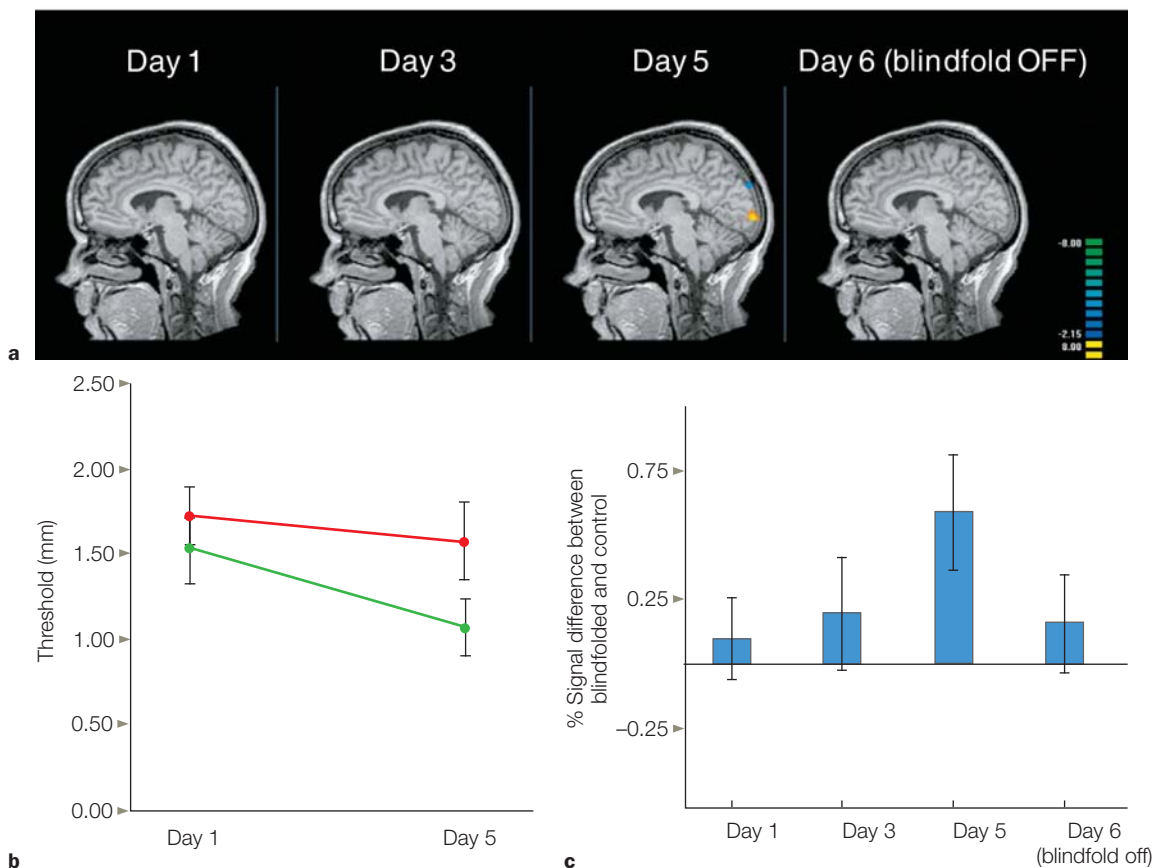 Day 1
Day 3
Day 5
Day 6 (blindfold OFF)
-8.00
-2.15
8.00
a
2.50
2.00
1.50
1.00
0.50
0.00
Threshold (mm)
Day 1
Day 5
b
0.75
0.25
–0.25
% Signal difference between
blindfolded and control
Day 1
Day 3
Day 5
Day 6
(blindfold off)
c